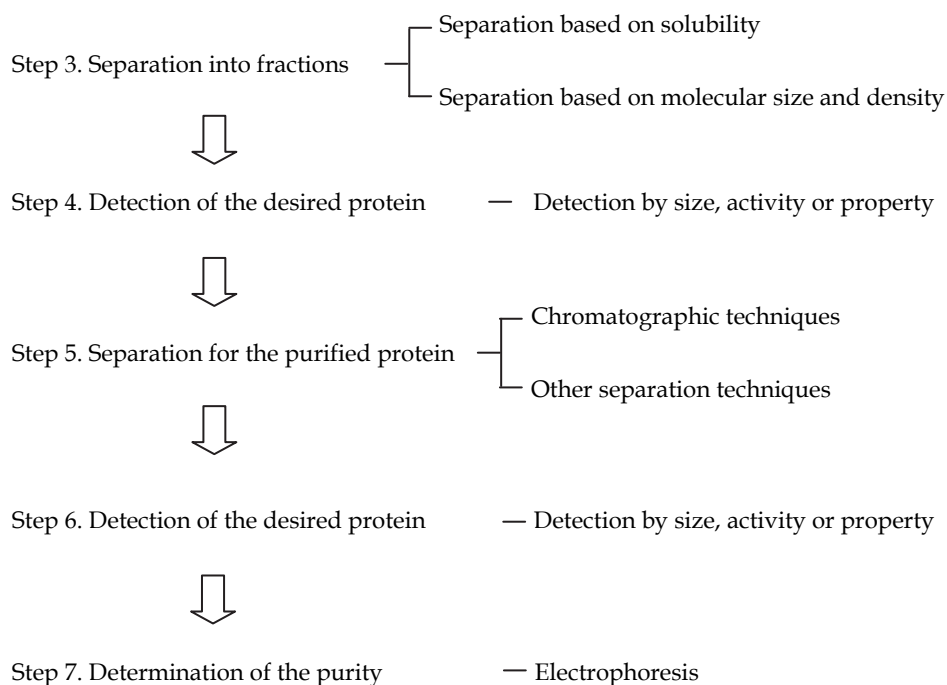 Separation based on solubility
Step 3. Separation into fractions
Separation based on molecular size and density
Step 4. Detection of the desired protein — Detection by size, activity or property
Chromatographic techniques
Step 5. Separation for the purified protein
Other separation techniques
Step 6. Detection of the desired protein — Detection by size, activity or property
Step 7. Determination of the purity — Electrophoresis